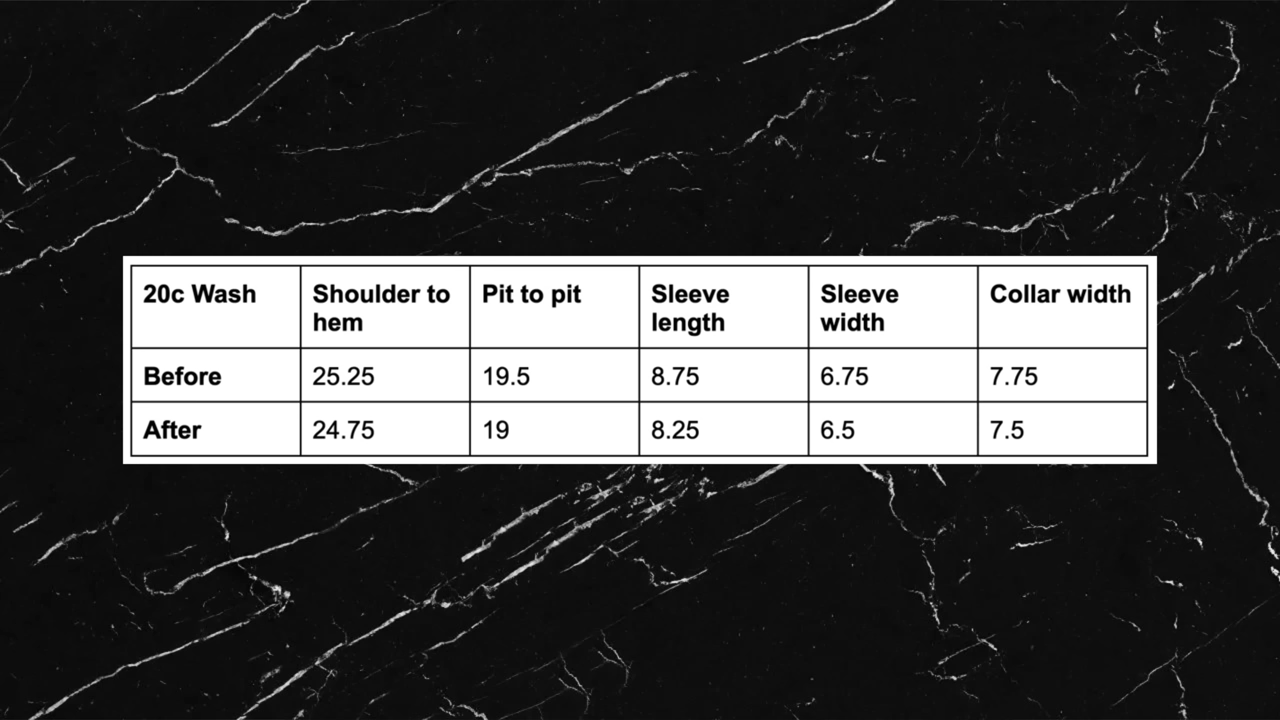 20c Wash Shoulder to hem Pit to pit Sleeve length Sleeve width Collar width
Before 25.25 19.5 8.75 6.75 7.75
After 24.75 19 8.25 6.5 7.5